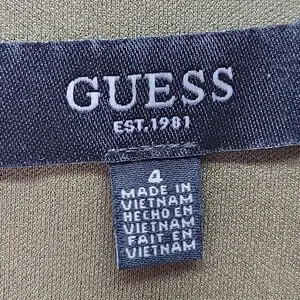 GUESS
EST.1981
4
MADE IN
VIETNAM
HECHO EN
VIETNAM
FAIT EN
VIETNAM